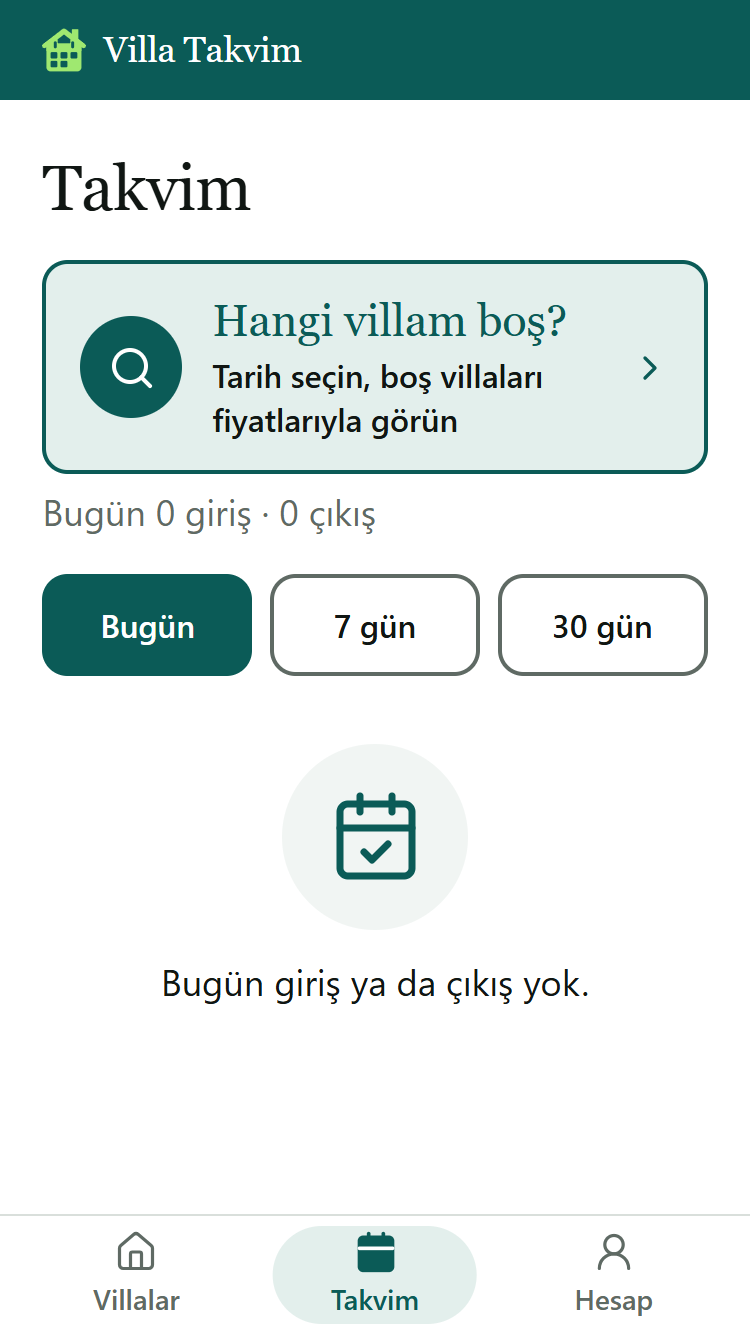 Villa Takvim
Takvim
Hangi villam boş?
Tarih seçin, boş villaları
fiyatlarıyla görün
Bugün 0 giriş · 0 çıkış
Bugün
7 gün
30 gün
Bugün giriş ya da çıkış yok.
Villalar
Takvim
Hesap